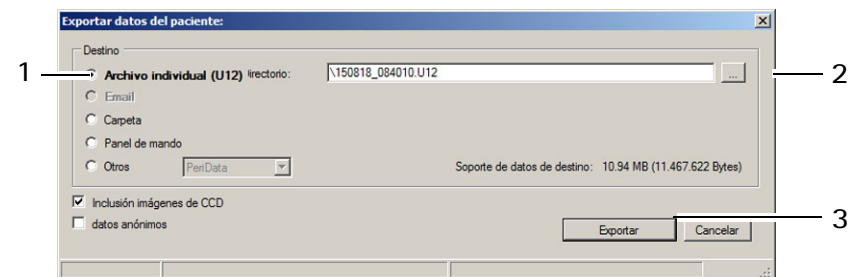 Exportar datos del paciente:
Destino
1
Archivo individual (U12) irectorio:
\150818_084010.U12
...
2
Email
Carpeta
Panel de mando
Otros
PeriData
Soporte de datos de destino: 10.94 MB (11.467.622 Bytes)
Inclusión imágenes de CCD
datos anónimos
Exportar
Cancelar
3